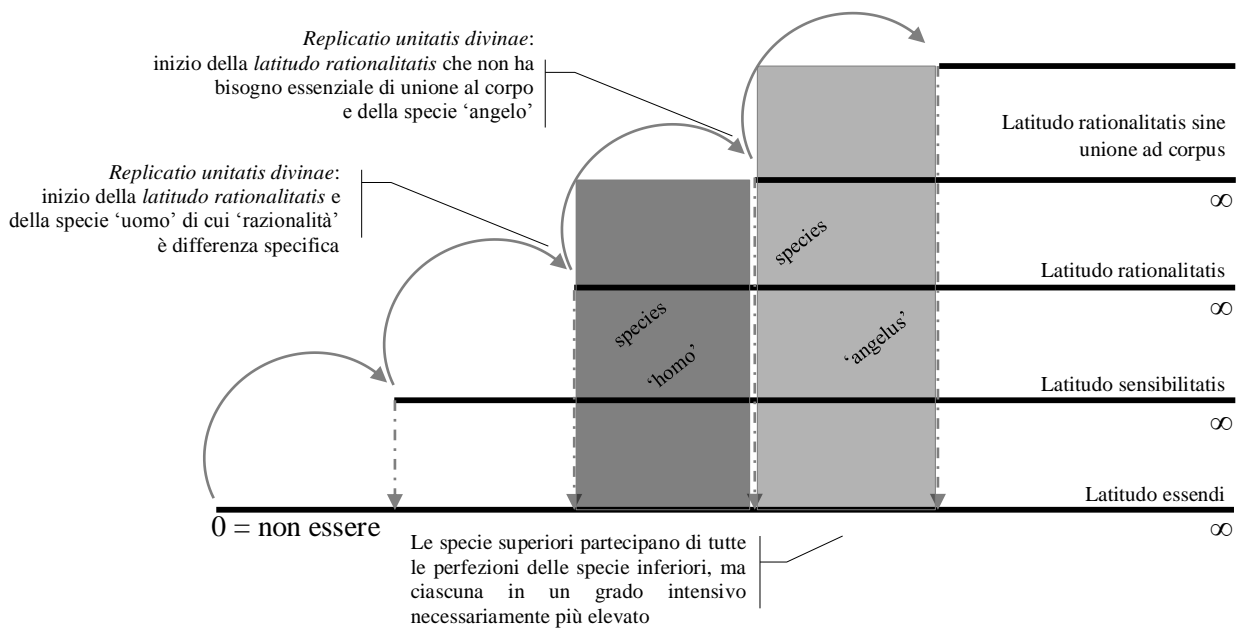 Replicatio unitatis divinae:
inizio della latitudo rationalitatis che non ha
bisogno essenziale di unione al corpo
e della specie ‘angelo’
Replicatio unitatis divinae:
inizio della latitudo rationalitatis e
della specie ‘uomo’ di cui ‘razionalità’
è differenza specifica
Latitudo rationalitatis sine
unione ad corpus
∞
species
Latitudo rationalitatis
∞
species
‘homo’
‘angelus’
Latitudo sensibilitatis
∞
Latitudo essendi
∞
0 = non essere
Le specie superiori partecipano di tutte
le perfezioni delle specie inferiori, ma
ciascuna in un grado intensivo
necessariamente più elevato